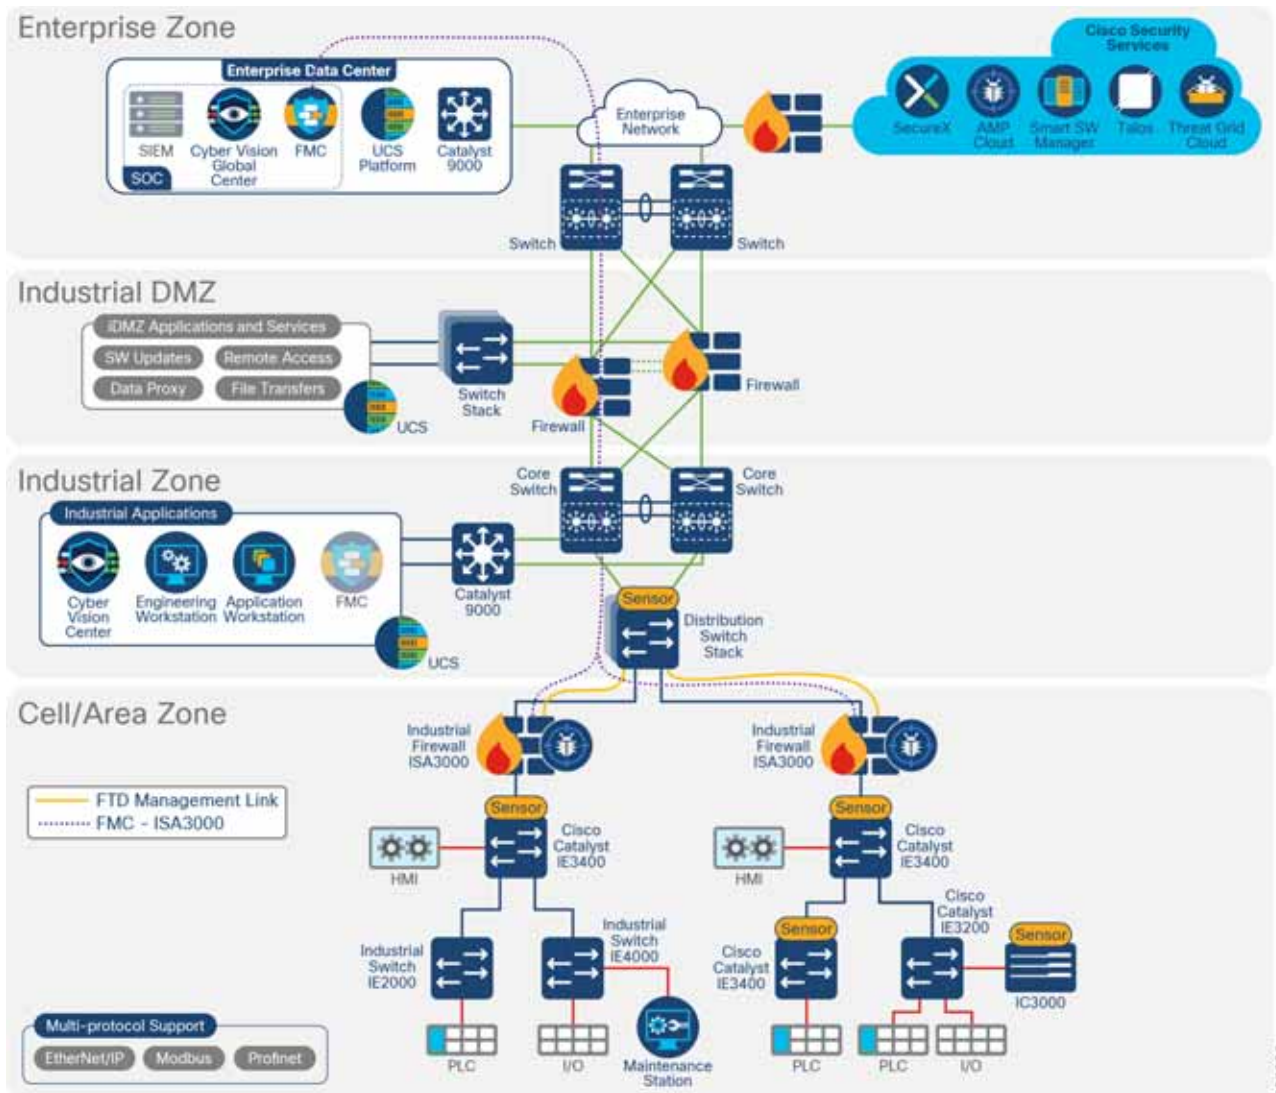 Enterprise Zone
Cisco Security
Services
Enterprise Data Center
SIEM
Cyber Vision
Global
Center
FMC
UCS
Platform
Catalyst
9000
SOC
Enterprise
Network
SecureX
AMP
Cloud
Smart SW
Manager
Talos
Threat Grid
Cloud
Switch
Switch
Industrial DMZ
iDMZ Applications and Services
SW Updates
Remote Access
Data Proxy
File Transfers
UCS
Switch
Stack
Firewall
Firewall
Industrial Zone
Core
Switch
Core
Switch
Industrial Applications
Cyber
Vision
Center
Engineering
Workstation
Application
Workstation
FMC
UCS
Catalyst
9000
Sensor
Distribution
Switch
Stack
Cell/Area Zone
Industrial
Firewall
ISA3000
Industrial
Firewall
ISA3000
FTD Management Link
FMC - ISA3000
Sensor
Cisco
Catalyst
IE3400
HMI
Sensor
Cisco
Catalyst
IE3400
HMI
Industrial
Switch
IE2000
Industrial
Switch
IE4000
Sensor
Cisco
Catalyst
IE3400
Cisco
Catalyst
IE3200
Sensor
IC3000
PLC
I/O
Maintenance
Station
PLC
PLC
I/O
Multi-protocol Support
EtherNet/IP
Modbus
Profinet